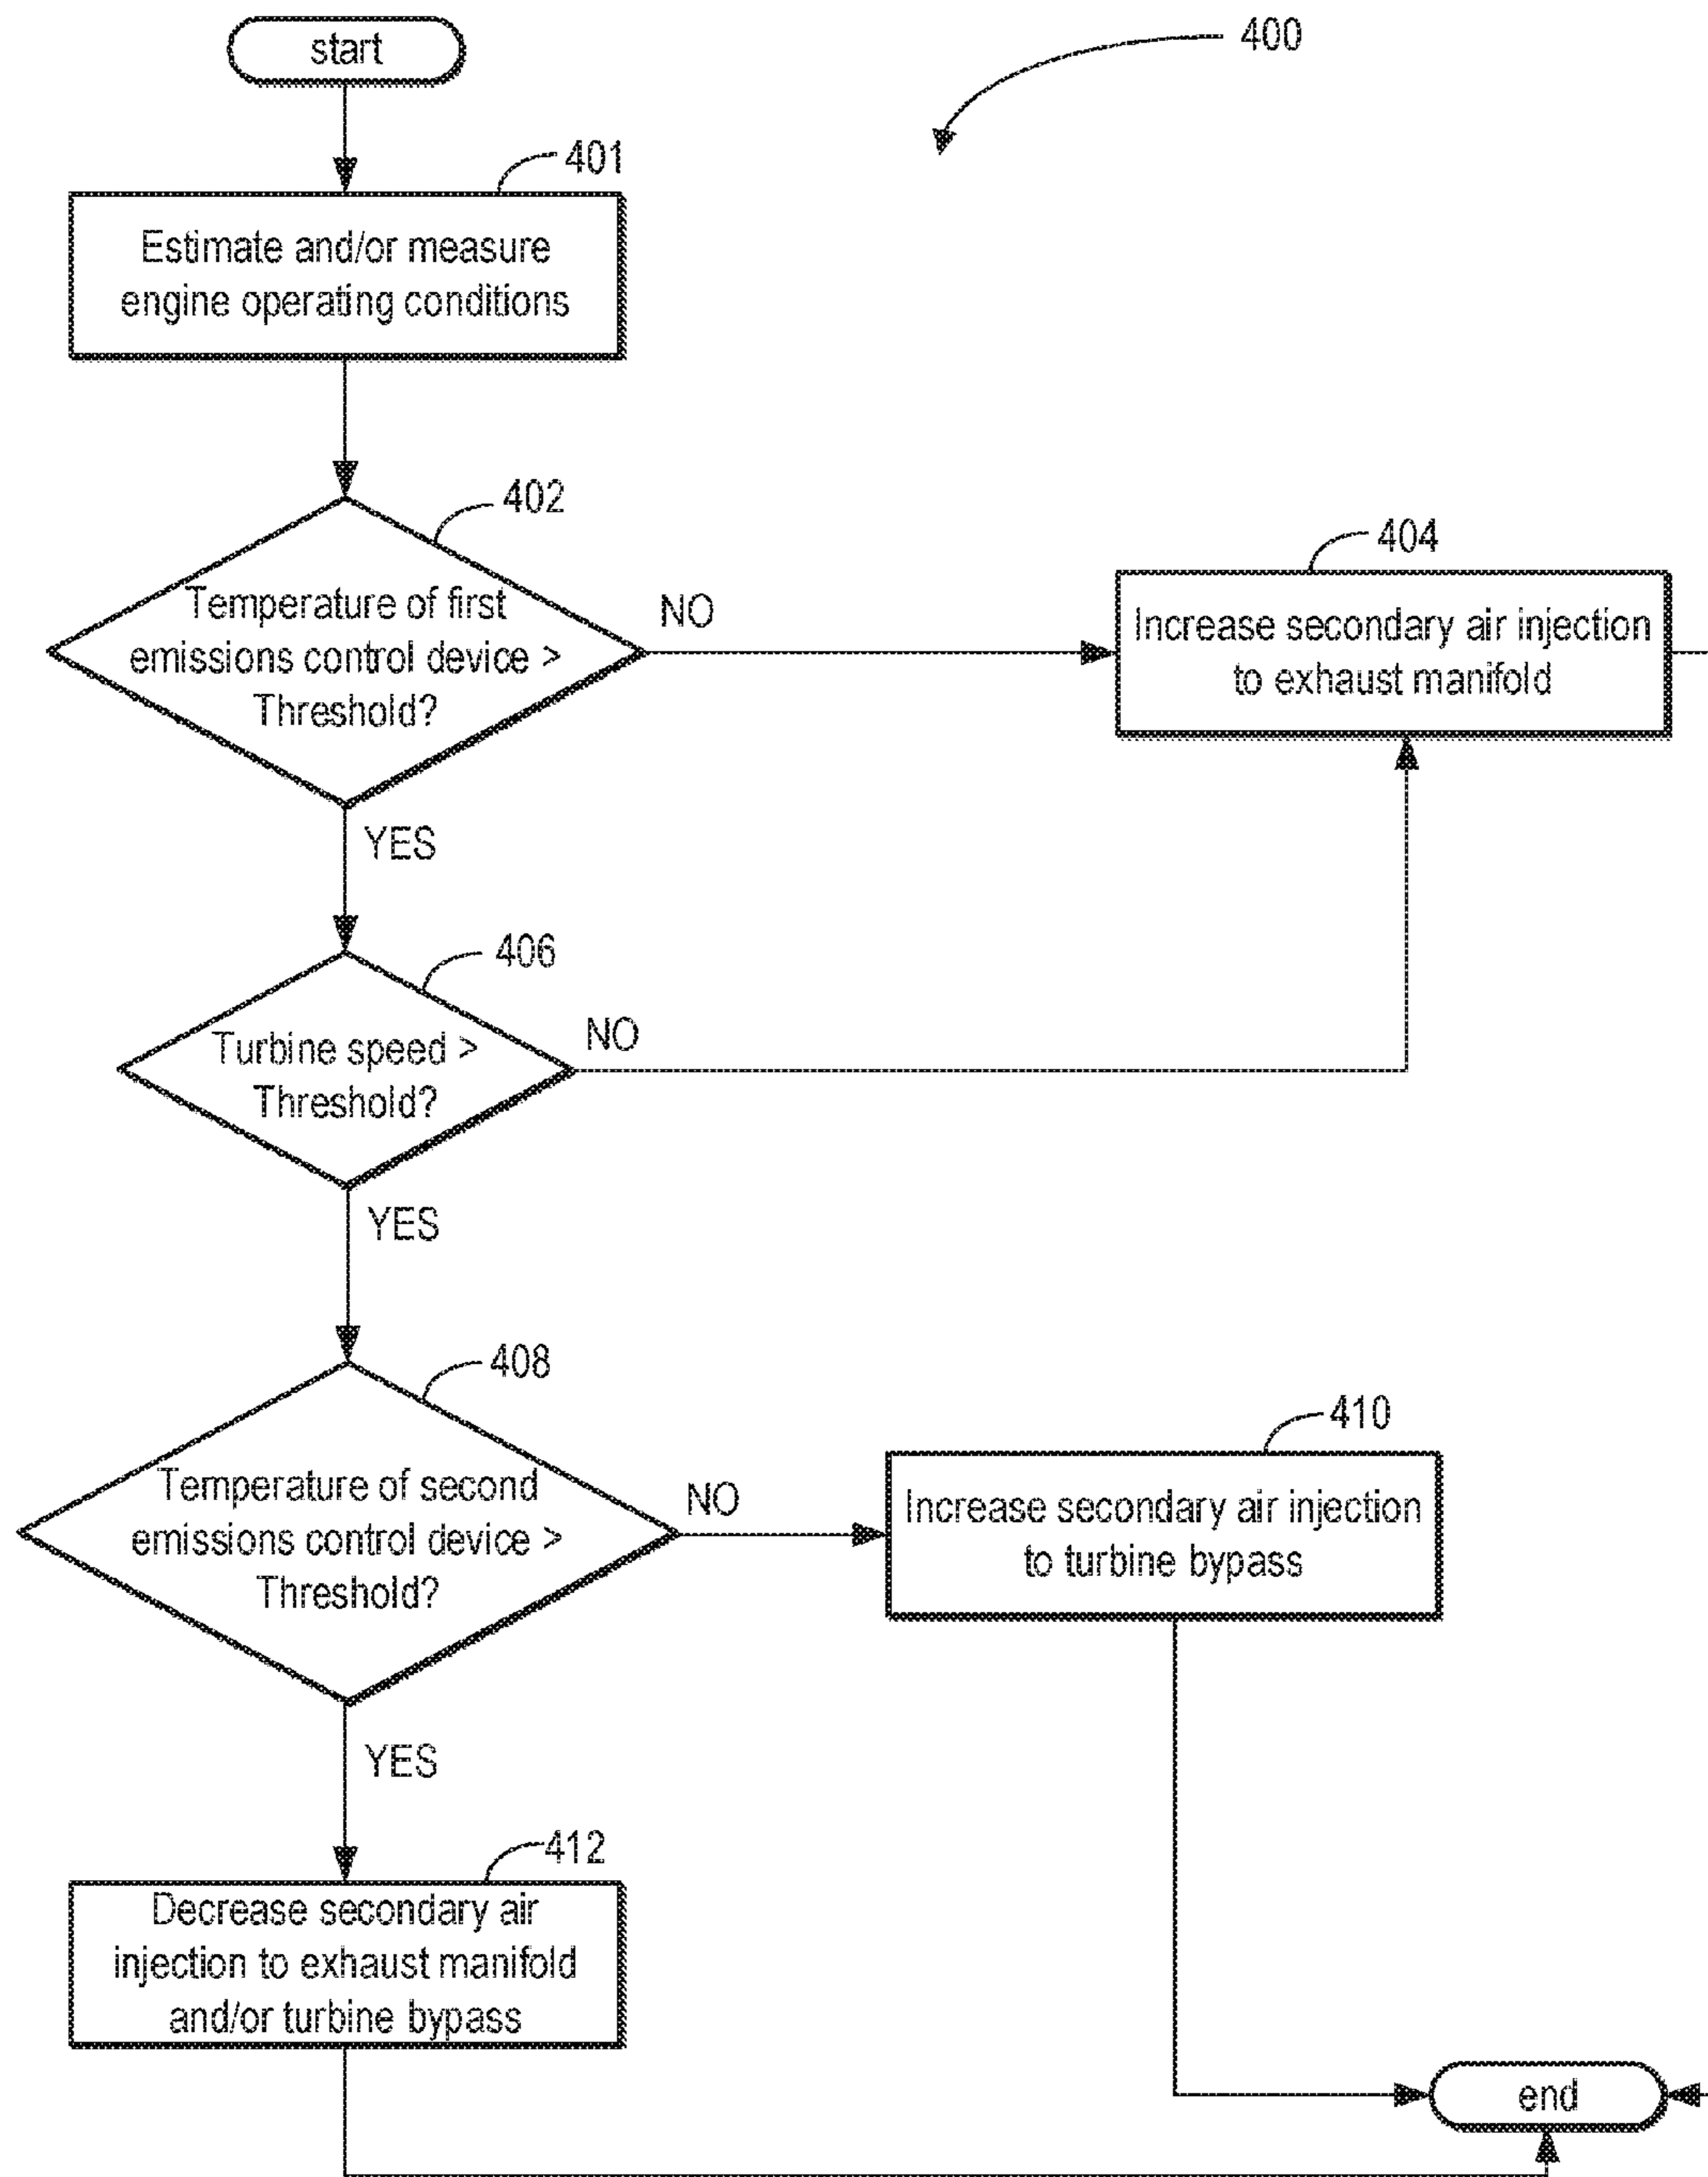 start
400
401
Estimate and/or measure
engine operating conditions
402
Temperature of first
emissions control device >
Threshold?
NO
404
Increase secondary air injection
to exhaust manifold
YES
406
Turbine speed >
Threshold?
NO
YES
408
Temperature of second
emissions control device >
Threshold?
NO
410
Increase secondary air injection
to turbine bypass
YES
412
Decrease secondary air
injection to exhaust manifold
and/or turbine bypass
end